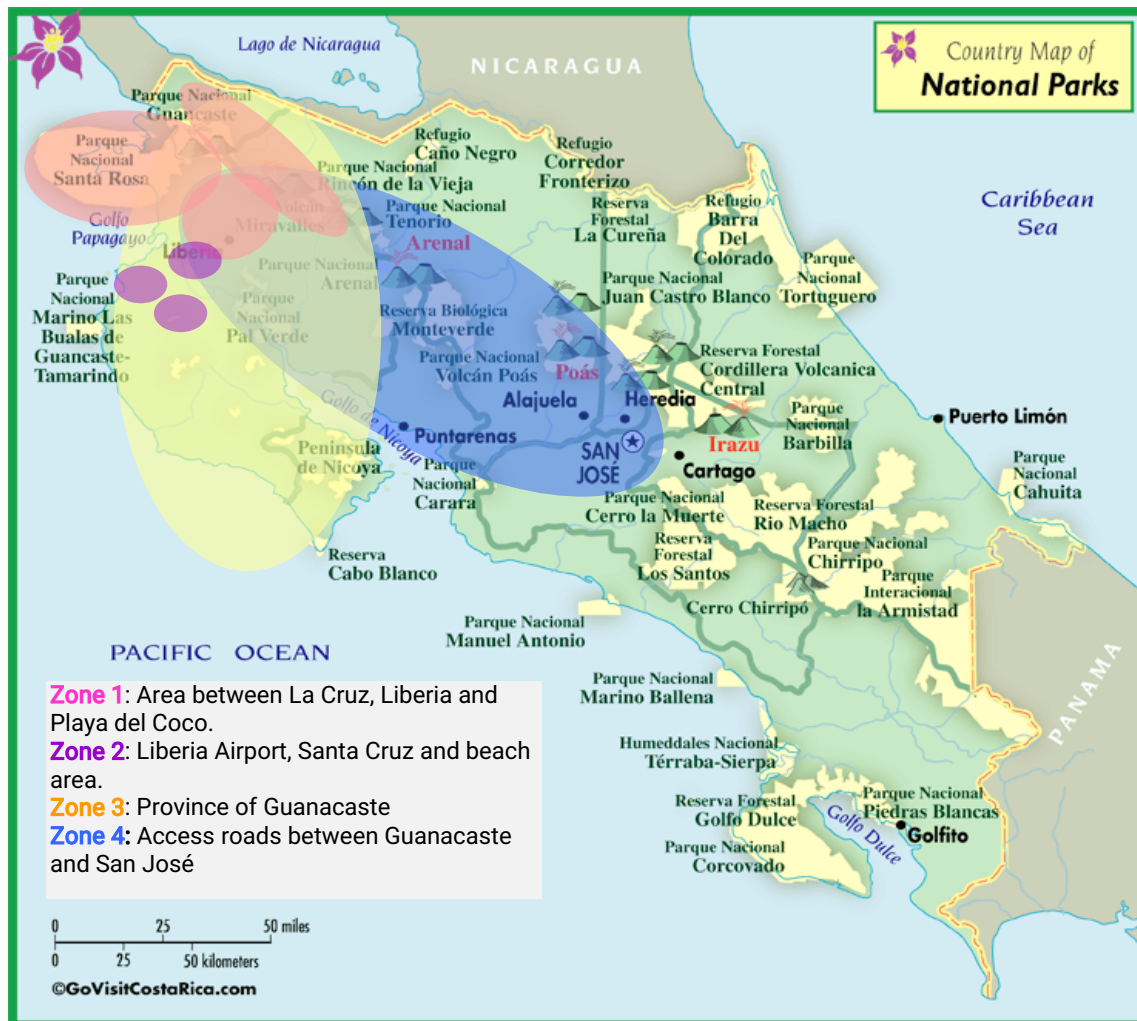 Lago de Nicaragua
NICARAGUA
Country Map of
National Parks
Parque Nacional
Guancaste
Parque
Nacional
Santa Rosa
Refugio
Caño Negro
Refugio
Corredor
Fronterizo
Parque Nacional
Rincón de la Vieja
Volcán
Miravalles
Parque Nacional
Tenorio
Arenal
Reserva
Forestal
La Cureña
Refugio
Barra
Del
Colorado
Caribbean
Sea
Golfo
Papagayo
Liberia
Parque
Nacional
Tortuguero
Parque Nacional
Arenal
Parque
Nacional
Marino Las
Bualas de
Guancaste-
Tamarindo
Parque
Nacional
Pal Verde
Reserva Biológica
Monteverde
Parque Nacional
Juan Castro Blanco
Parque Nacional
Volcán Poás
Poás
Reserva Forestal
Cordillera Volcanica
Central
Alajuela
Heredia
Golfo de Nicoya
Puntarenas
SAN
JOSÉ
Irazu
Cartago
Parque
Nacional
Barbilla
Puerto Limón
Peninsula
de Nicoya
Parque
Nacional
Carara
Parque
Nacional
Cahuita
Parque Nacional
Cerro la Muerte
Reserva Forestal
Rio Macho
Reserva
Forestal
Los Santos
Parque Nacional
Chirripo
Reserva
Cabo Blanco
Cerro Chirripó
Parque
Interacional
la Armistad
Parque Nacional
Manuel Antonio
PACIFIC OCEAN
PANAMA
Parque Nacional
Marino Ballena
Zone 1: Area between La Cruz, Liberia and
Playa del Coco.
Zone 2: Liberia Airport, Santa Cruz and beach
area.
Zone 3: Province of Guanacaste
Zone 4: Access roads between Guanacaste
and San José
Humeddales Nacional
Térraba-Sierpa
Reserva Forestal
Golfo Dulce
Parque Nacional
Piedras Blancas
Golfo Dulce
Golfito
Parque Nacional
Corcovado
0 25 50 miles
0 25 50 kilometers
©GoVisitCostaRica.com